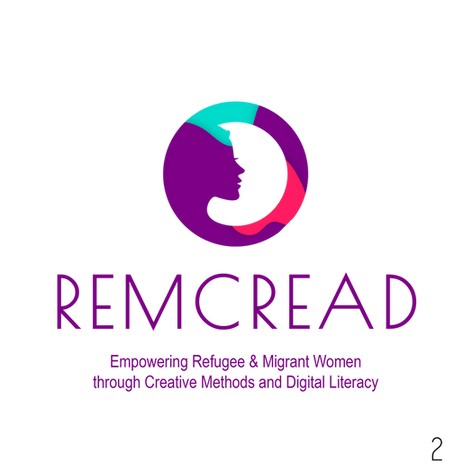 REMCREAD
Empowering Refugee & Migrant Women
through Creative Methods and Digital Literacy
2